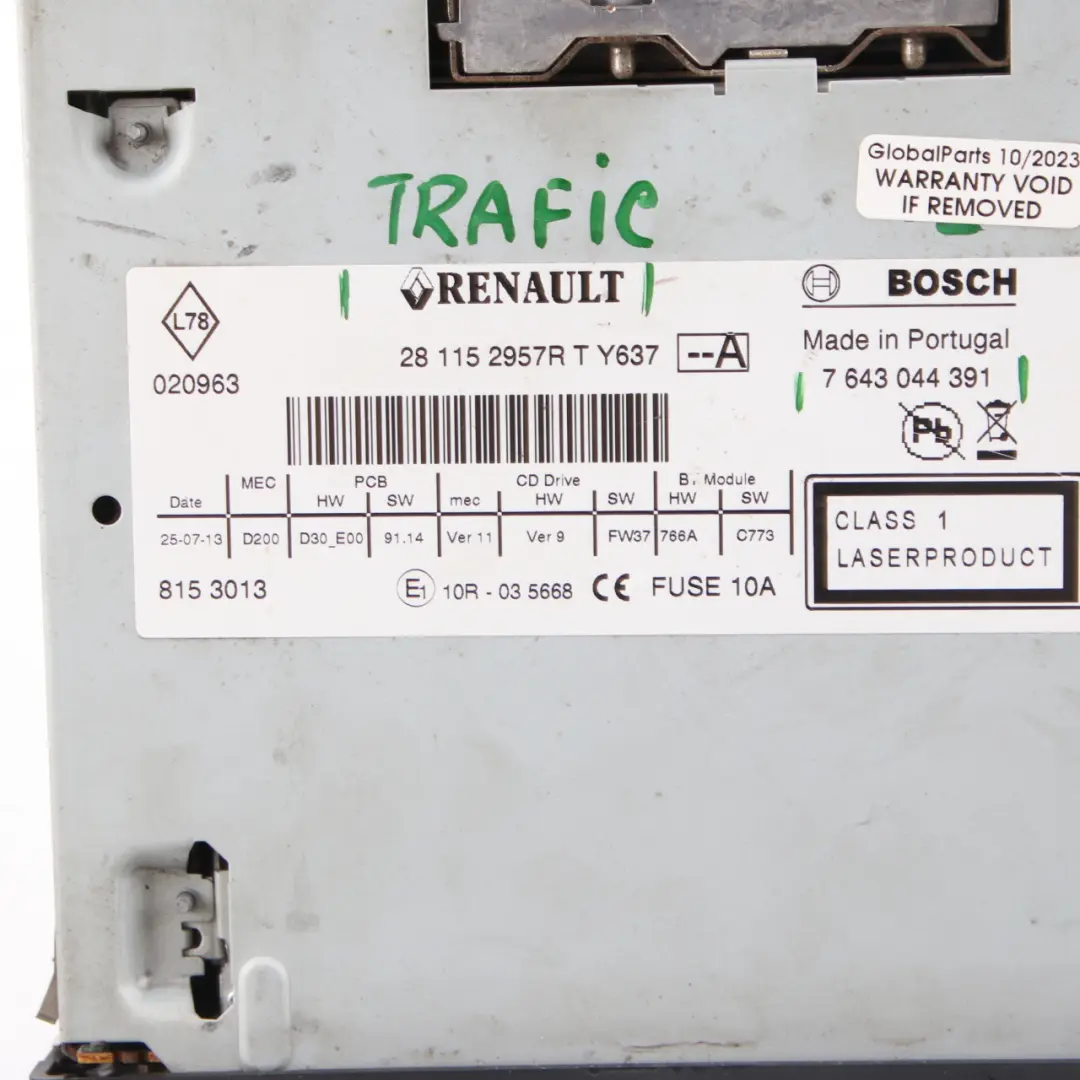 GlobalParts 10/2023
WARRANTY VOID
IF REMOVED
TRAFiC
RENAULT
BOSCH
L78
28 115 2957R T Y637 --A
Made in Portugal
020963
7 643 044 391
Pb
MEC PCB CD Drive B. Module
Date HW SW mec HW SW HW SW
25-07-13 D200 D30_E00 91.14 Ver 11 Ver 9 FW37 766A C773
CLASS 1
LASERPRODUCT
815 3013 E1 10R - 03 5668 CE FUSE 10A